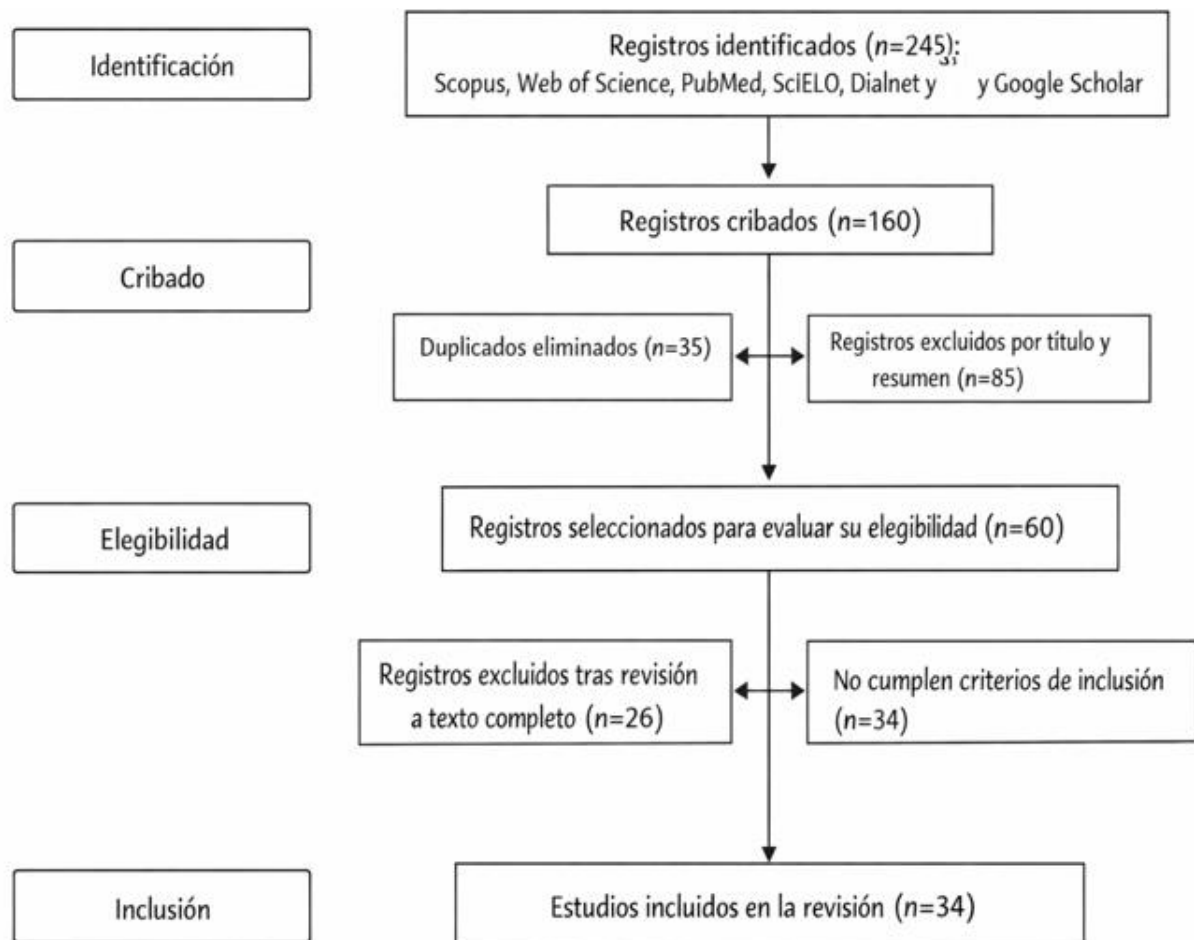 Identificación
Registros identificados (n=245):
Scopus, Web of Science, PubMed, SciELO, Dialnet y y Google Scholar
Registros cribados (n=160)
Cribado
Duplicados eliminados (n=35)
Registros excluidos por título y
resumen (n=85)
Elegibilidad
Registros seleccionados para evaluar su elegibilidad (n=60)
Registros excluidos tras revisión
a texto completo (n=26)
No cumplen criterios de inclusión
(n=34)
Inclusión
Estudios incluidos en la revisión (n=34)